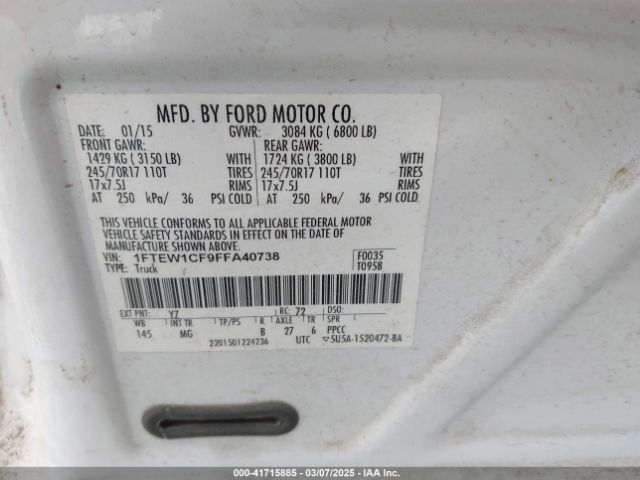 MFD. BY FORD MOTOR CO.
DATE: 01/15 GVWR: 3084 KG ( 6800 LB)
FRONT GAWR: REAR GAWR:
1429 KG ( 3150 LB) WITH 1724 KG ( 3800 LB) WITH
245/70R17 110T TIRES 245/70R17 110T TIRES
17x7.5J RIMS 17x7.5J RIMS
AT 250 kPa/ 36 PSI COLD AT 250 kPa/ 36 PSI COLD
THIS VEHICLE CONFORMS TO ALL APPLICABLE FEDERAL MOTOR
VEHICLE SAFETY STANDARDS IN EFFECT ON THE DATE OF
MANUFACTURE SHOWN ABOVE.
VIN: 1FTEW1CF9FFA40738 F0035
TYPE: Truck T0958
EXT PNT: YZ RC: 72 DSO:
WB INT TR TP/PS R AXLE TR SPR
145 MG B 27 6 PPCC
2201501224236 UTC ▽5U5A-1520472-BA
000-41715885 | 03/07/2025 | IAA Inc.